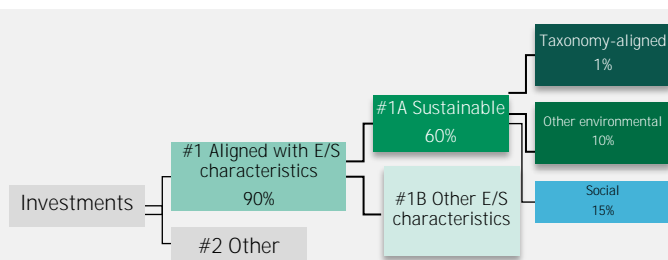 Taxonomy-aligned
1%
#1A Sustainable
60%
Other environmental
10%
#1 Aligned with E/S
characteristics
90%
Investments
#1B Other E/S
characteristics
Social
15%
#2 Other